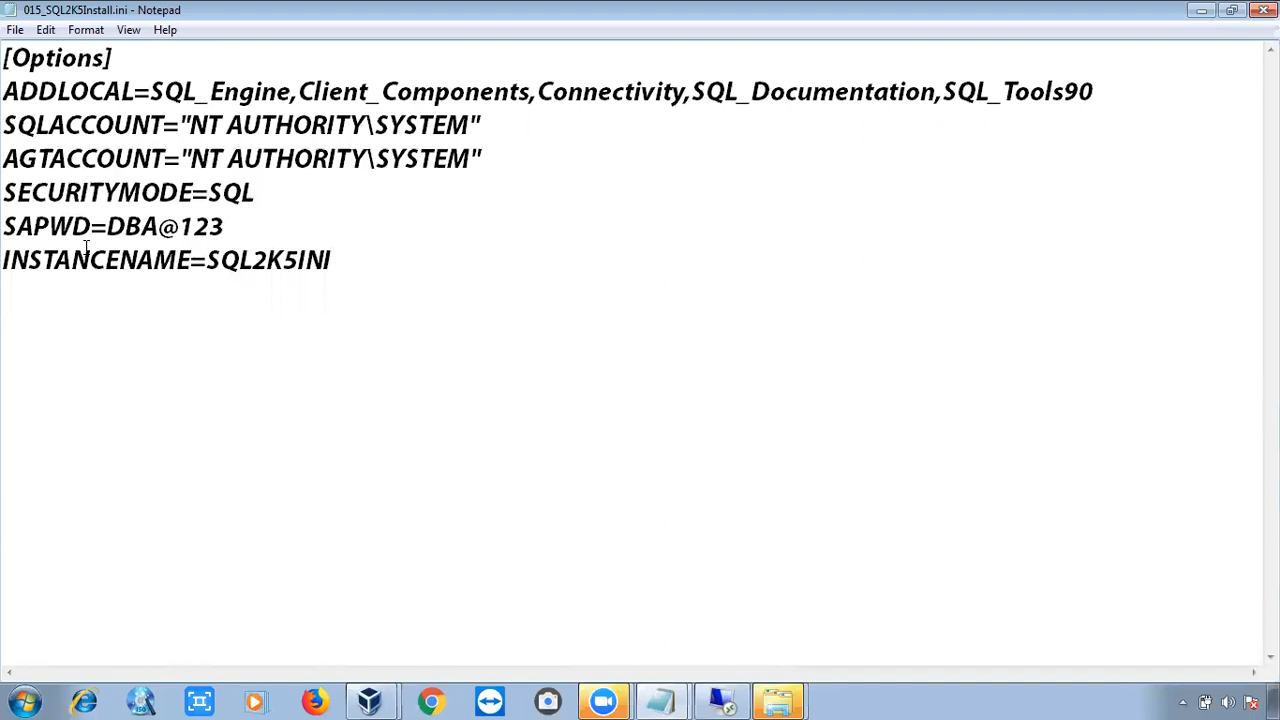 015_SQL2K5Install.ini - Notepad
File Edit Format View Help
[Options]
ADDLOCAL=SQL_Engine,Client_Components,Connectivity,SQL_Documentation,SQL_Tools90
SQLACCOUNT="NT AUTHORITY\SYSTEM"
AGTACCOUNT="NT AUTHORITY\SYSTEM"
SECURITYMODE=SQL
SAPWD=DBA@123
INSTANCENAME=SQL2K5INI